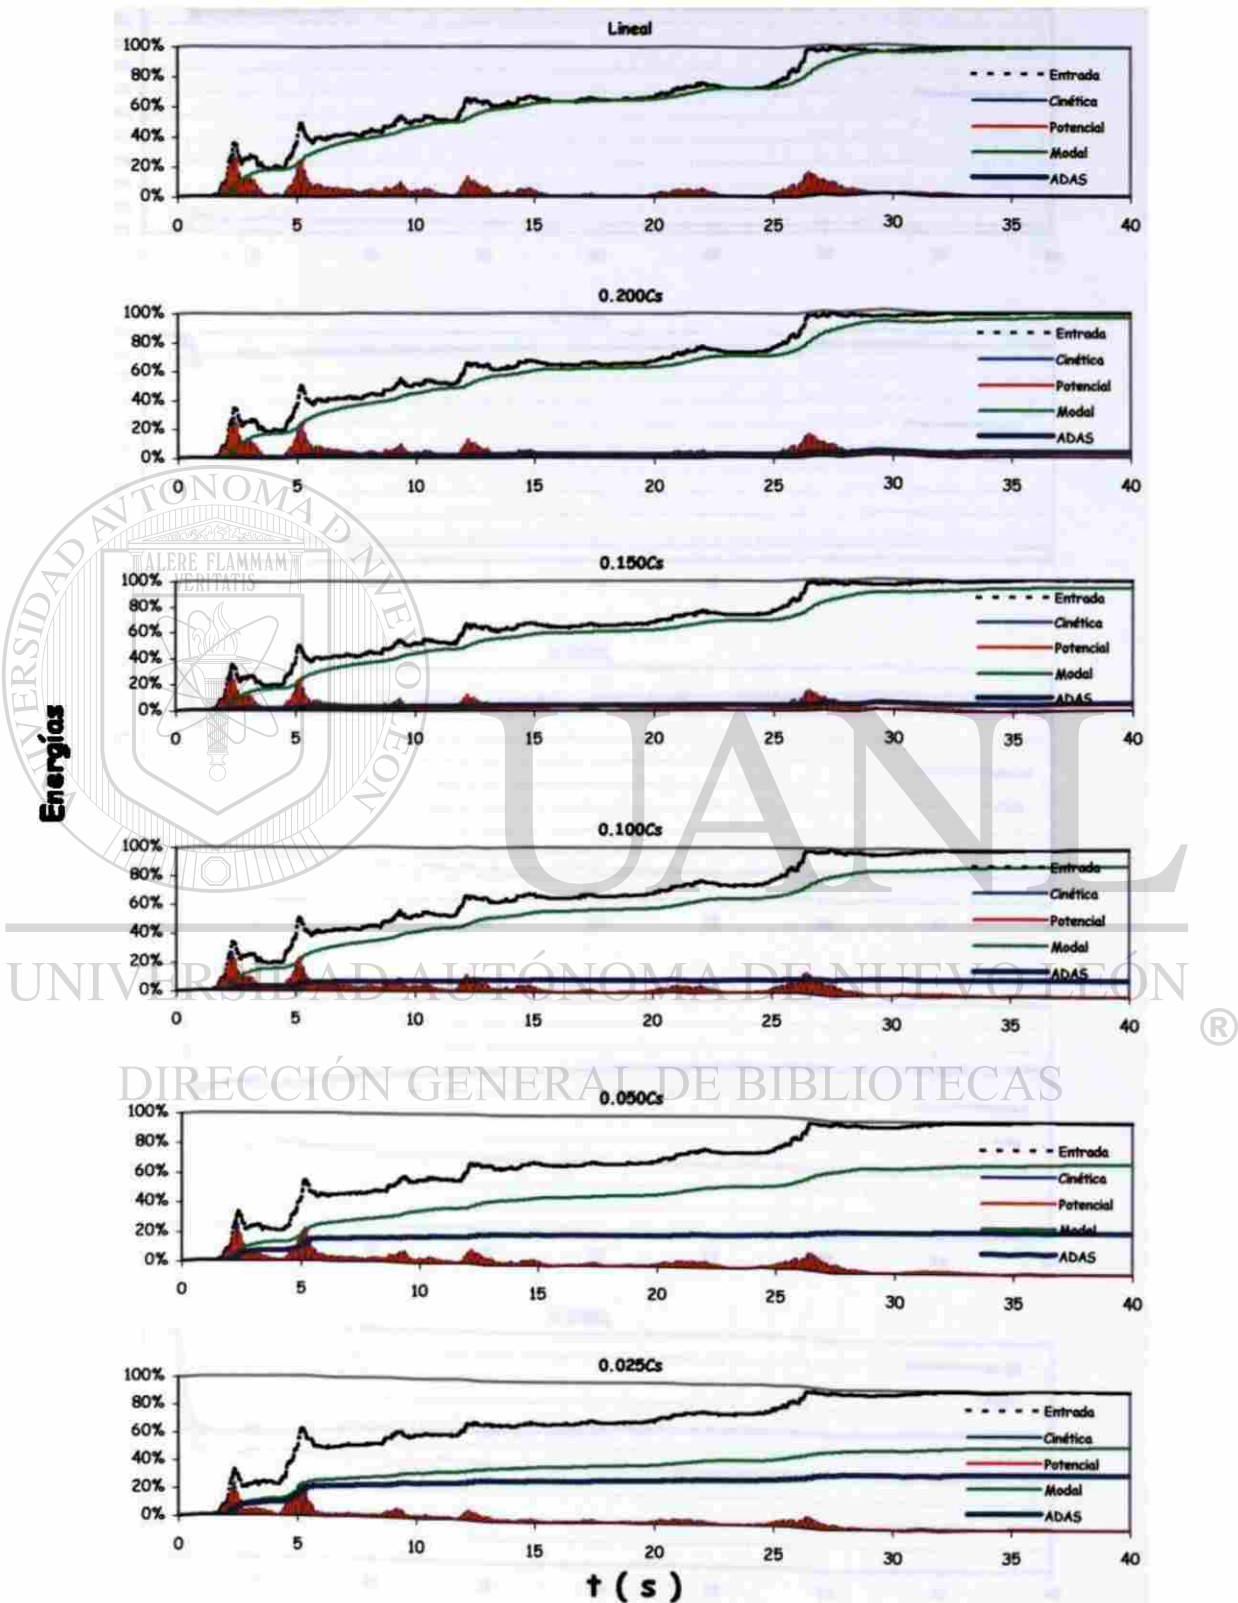 Energías
Lineal
100%
80%
60%
40%
20%
0%
0 5 10 15 20 25 30 35 40
Entrada
Cinética
Potencial
Modal
ADAS
0.200Cs
100%
80%
60%
40%
20%
0%
0 5 10 15 20 25 30 35 40
Entrada
Cinética
Potencial
Modal
ADAS
0.150Cs
100%
80%
60%
40%
20%
0%
0 5 10 15 20 25 30 35 40
Entrada
Cinética
Potencial
Modal
ADAS
0.100Cs
100%
80%
60%
40%
20%
0%
0 5 10 15 20 25 30 35 40
Entrada
Cinética
Potencial
Modal
ADAS
0.050Cs
100%
80%
60%
40%
20%
0%
0 5 10 15 20 25 30 35 40
Entrada
Cinética
Potencial
Modal
ADAS
0.025Cs
100%
80%
60%
40%
20%
0%
0 5 10 15 20 25 30 35 40
Entrada
Cinética
Potencial
Modal
ADAS
t ( s )
UNIVERSIDAD AVTONOMA DE NVEVO LEON
ALERE FLAMMAM
VERITATIS
UANL
UNIVERSIDAD AUTÓNOMA DE NUEVO LEÓN
®
DIRECCIÓN GENERAL DE BIBLIOTECAS